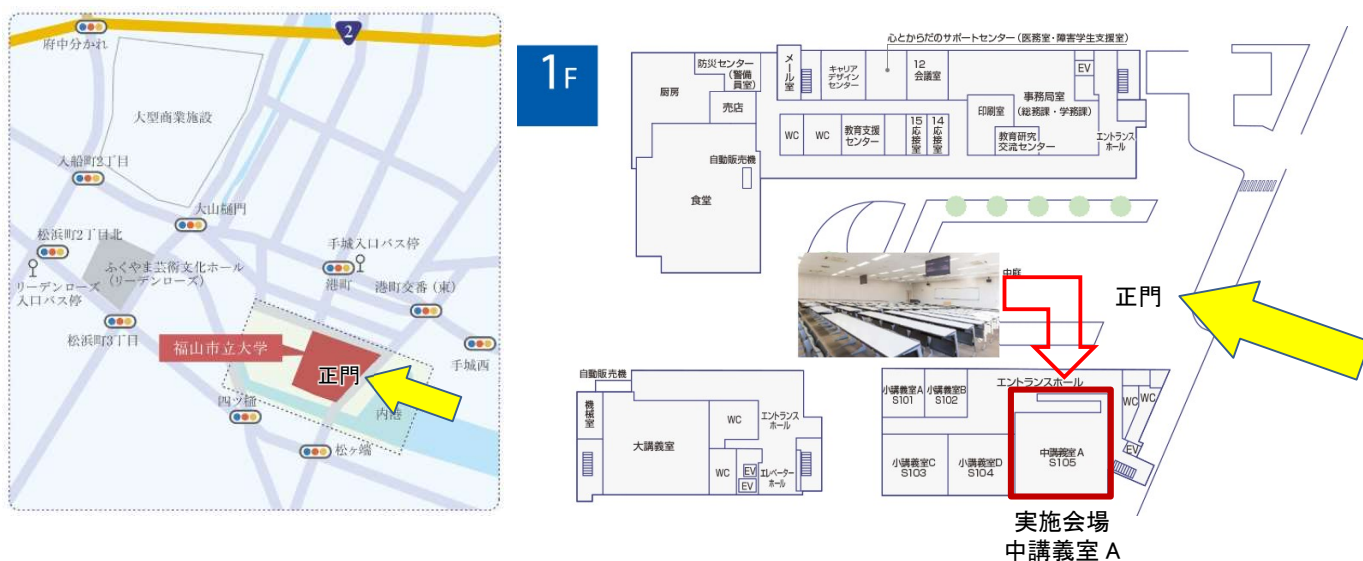 2
府中分かれ
大型商業施設
入船町2丁目
大山樋門
松浜町2丁目北
リーデンローズ
入口バス停
ふくやま芸術文化ホール
(リーデンローズ)
手城入口バス停
港町
港町交番(東)
松浜町3丁目
福山市立大学
正門
手城西
四ツ樋
内港
松ヶ端
1F
心とからだのサポートセンター(医務室・障害学生支援室)
厨房
防災センター
(警備
員室)
売店
メール室
キャリア
デザイン
センター
12
会議室
EV
事務局室
(総務課・学務課)
印刷室
教育研究
交流センター
エントランス
ホール
WC
WC
教育支援
センター
15
応接室
14
応接室
自動販売機
食堂
中庭
正門
自動販売機
機械室
大講義室
WC
エントランス
ホール
WC
EV
EV
エレベーター
ホール
小講義室A
S101
小講義室B
S102
エントランスホール
WC
WC
EV
小講義室C
S103
小講義室D
S104
中講義室A
S105
実施会場
中講義室 A